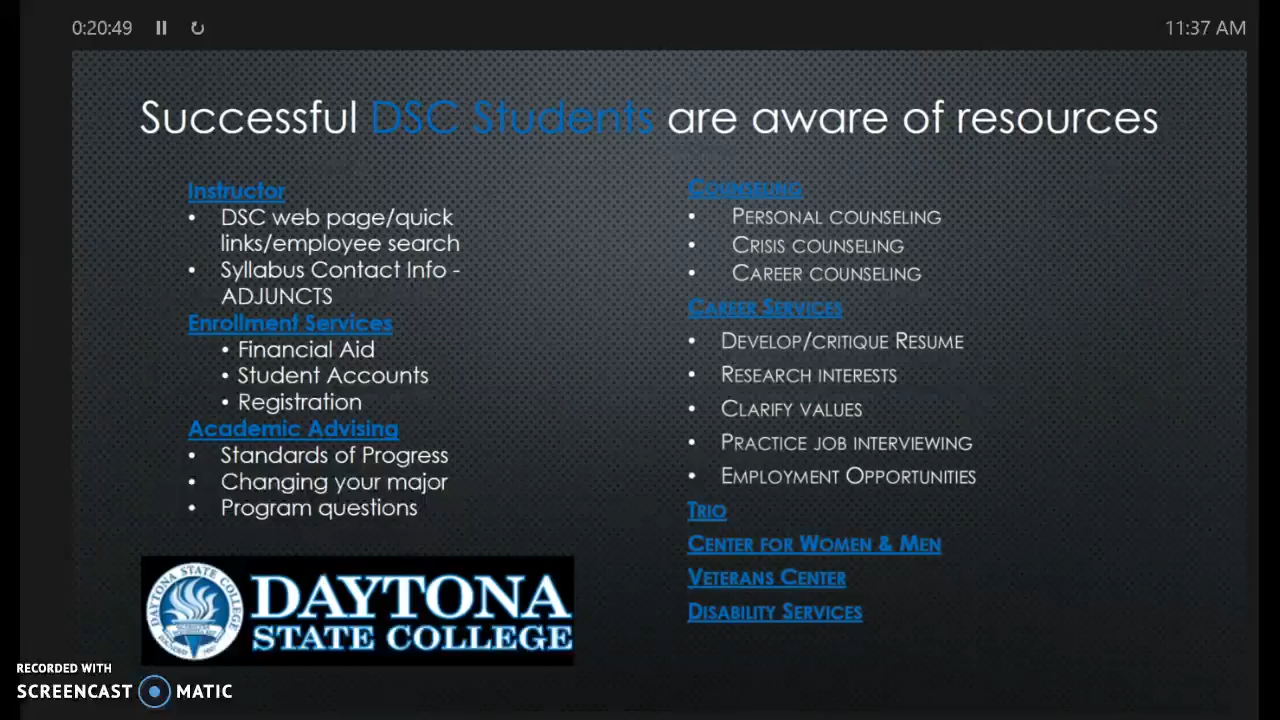 0:20:49
11:37 AM
Successful DSC Students are aware of resources
Instructor
• DSC web page/quick
links/employee search
• Syllabus Contact Info -
ADJUNCTS
Enrollment Services
• Financial Aid
• Student Accounts
• Registration
Academic Advising
• Standards of Progress
• Changing your major
• Program questions
COUNSELING
• PERSONAL COUNSELING
• CRISIS COUNSELING
• CAREER COUNSELING
CAREER SERVICES
• DEVELOP/CRITIQUE RESUME
• RESEARCH INTERESTS
• CLARIFY VALUES
• PRACTICE JOB INTERVIEWING
• EMPLOYMENT OPPORTUNITIES
TRIO
CENTER FOR WOMEN & MEN
VETERANS CENTER
DISABILITY SERVICES
DAYTONA STATE COLLEGE
DAYTONA
STATE COLLEGE
RECORDED WITH
SCREENCAST MATIC